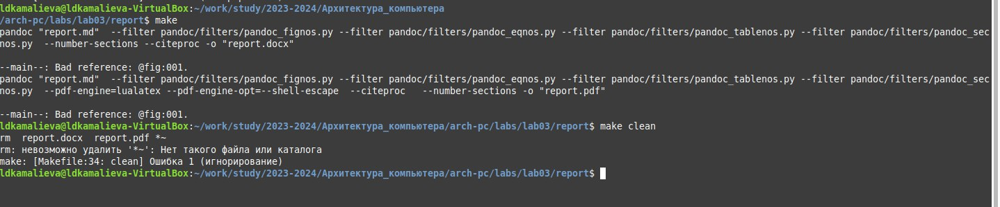 ldkamalieva@ldkamalieva-VirtualBox:~/work/study/2023-2024/Архитектура_компьютера
/arch-pc/labs/lab03/report$ make
pandoc "report.md"  --filter pandoc/filters/pandoc_fignos.py --filter pandoc/filters/pandoc_eqnos.py --filter pandoc/filters/pandoc_tablenos.py --filter pandoc/filters/pandoc_sec
nos.py  --number-sections --citeproc -o "report.docx"
--main--: Bad reference: @fig:001.
pandoc "report.md"  --filter pandoc/filters/pandoc_fignos.py --filter pandoc/filters/pandoc_eqnos.py --filter pandoc/filters/pandoc_tablenos.py --filter pandoc/filters/pandoc_sec
nos.py  --pdf-engine=lualatex --pdf-engine-opt=--shell-escape  --citeproc   --number-sections -o "report.pdf"
--main--: Bad reference: @fig:001.
ldkamalieva@ldkamalieva-VirtualBox:~/work/study/2023-2024/Архитектура_компьютера/arch-pc/labs/lab03/report$ make clean
rm  report.docx  report.pdf *~
rm: невозможно удалить '*~': Нет такого файла или каталога
make: [Makefile:34: clean] Ошибка 1 (игнорирование)
ldkamalieva@ldkamalieva-VirtualBox:~/work/study/2023-2024/Архитектура_компьютера/arch-pc/labs/lab03/report$